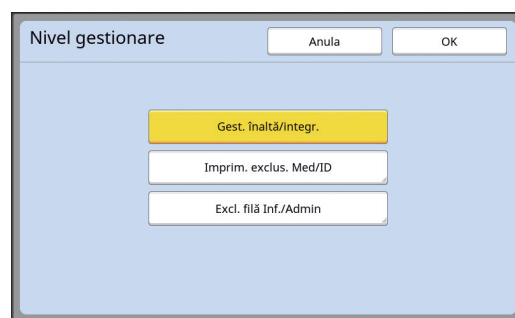 Nivel gestionare Anula OK
Gest. înaltă/integr.
Imprim. exclus. Med/ID
Excl. filă Inf./Admin